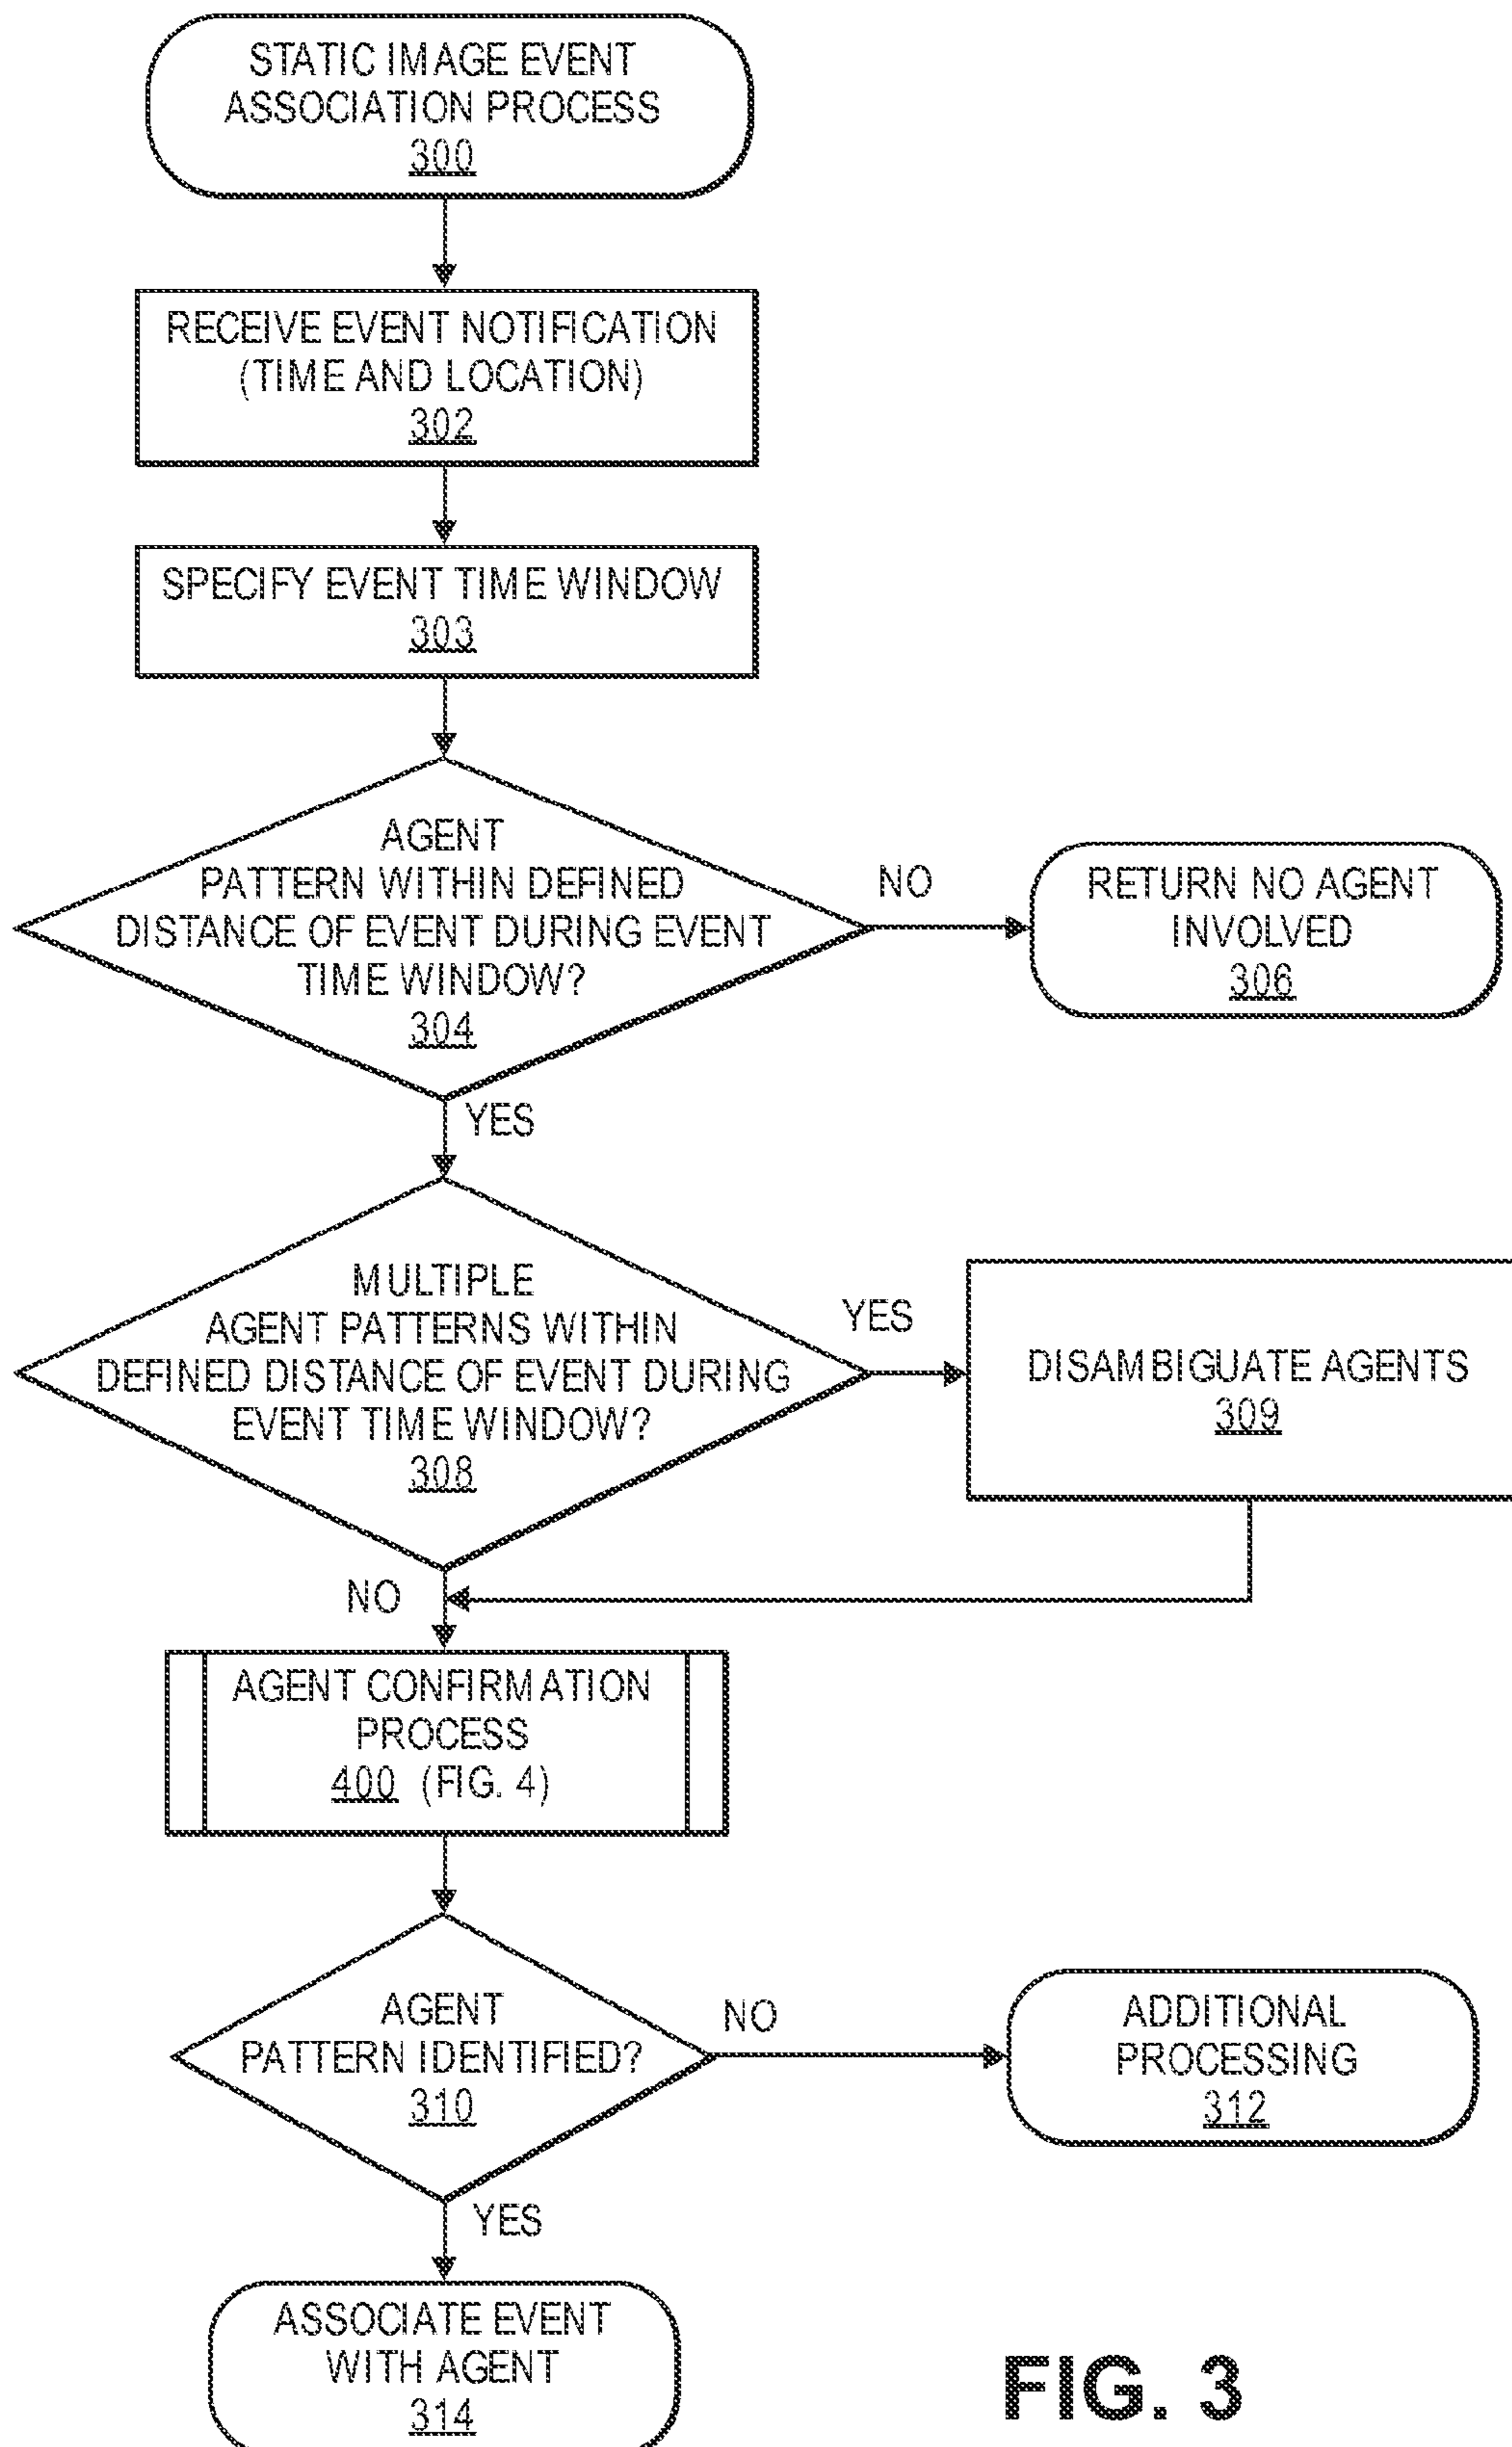 STATIC IMAGE EVENT
ASSOCIATION PROCESS
300
RECEIVE EVENT NOTIFICATION
(TIME AND LOCATION)
302
SPECIFY EVENT TIME WINDOW
303
AGENT
PATTERN WITHIN DEFINED
DISTANCE OF EVENT DURING EVENT
TIME WINDOW?
304
NO
RETURN NO AGENT
INVOLVED
306
YES
MULTIPLE
AGENT PATTERNS WITHIN
DEFINED DISTANCE OF EVENT DURING
EVENT TIME WINDOW?
308
YES
DISAMBIGUATE AGENTS
309
NO
AGENT CONFIRMATION
PROCESS
400 (FIG. 4)
AGENT
PATTERN IDENTIFIED?
310
NO
ADDITIONAL
PROCESSING
312
YES
ASSOCIATE EVENT
WITH AGENT
314
FIG. 3